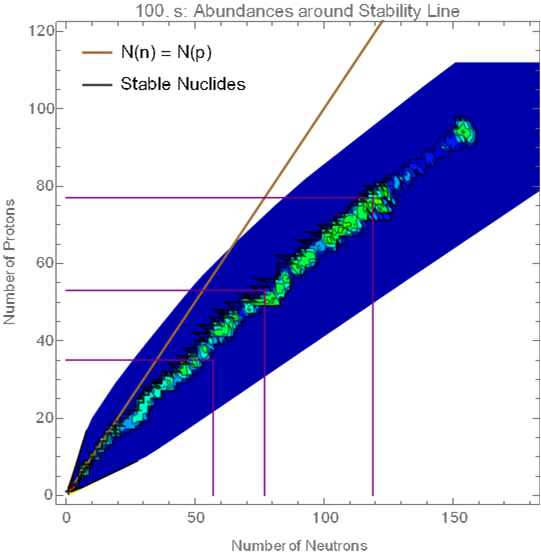 100. s: Abundances around Stability Line
N(n) = N(p)
Stable Nuclides
Number of Protons
120
100
80
60
40
20
0
0 50 100 150
Number of Neutrons